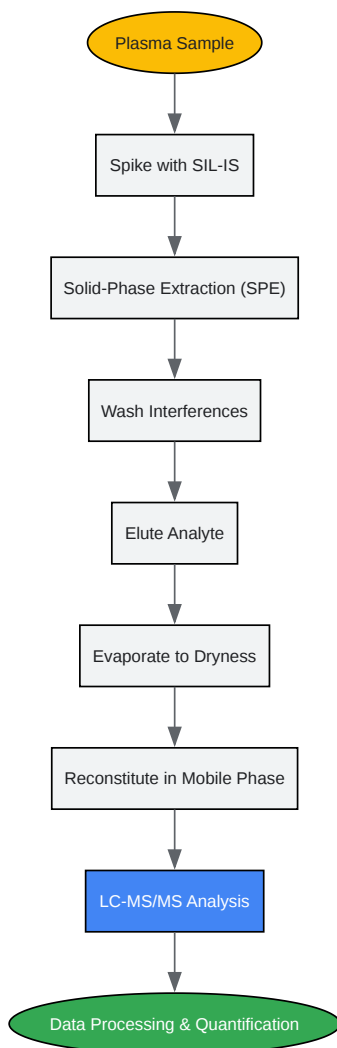 Plasma Sample
Spike with SIL-IS
Solid-Phase Extraction (SPE)
Wash Interferences
Elute Analyte
Evaporate to Dryness
Reconstitute in Mobile Phase
LC-MS/MS Analysis
Data Processing & Quantification